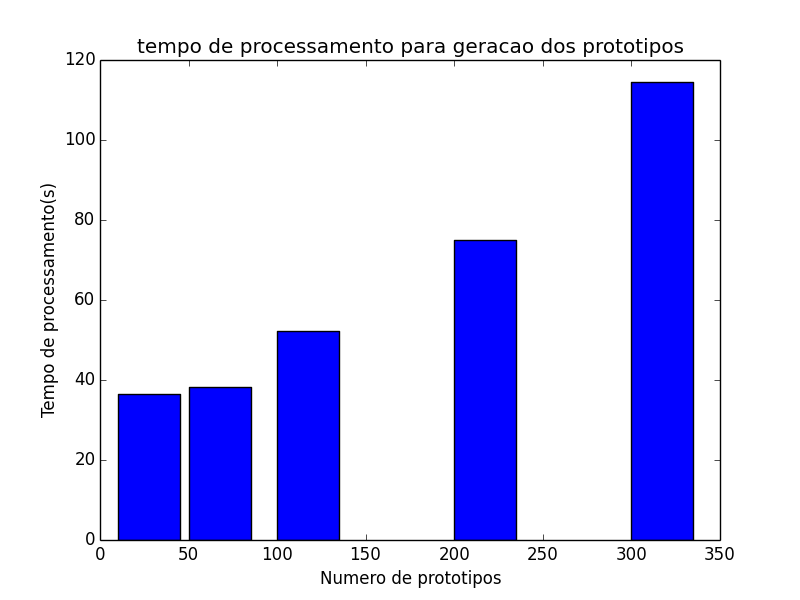 tempo de processamento para geracao dos prototipos
120
100
80
60
40
20
0
Tempo de processamento(s)
0 50 100 150 200 250 300 350
Numero de prototipos